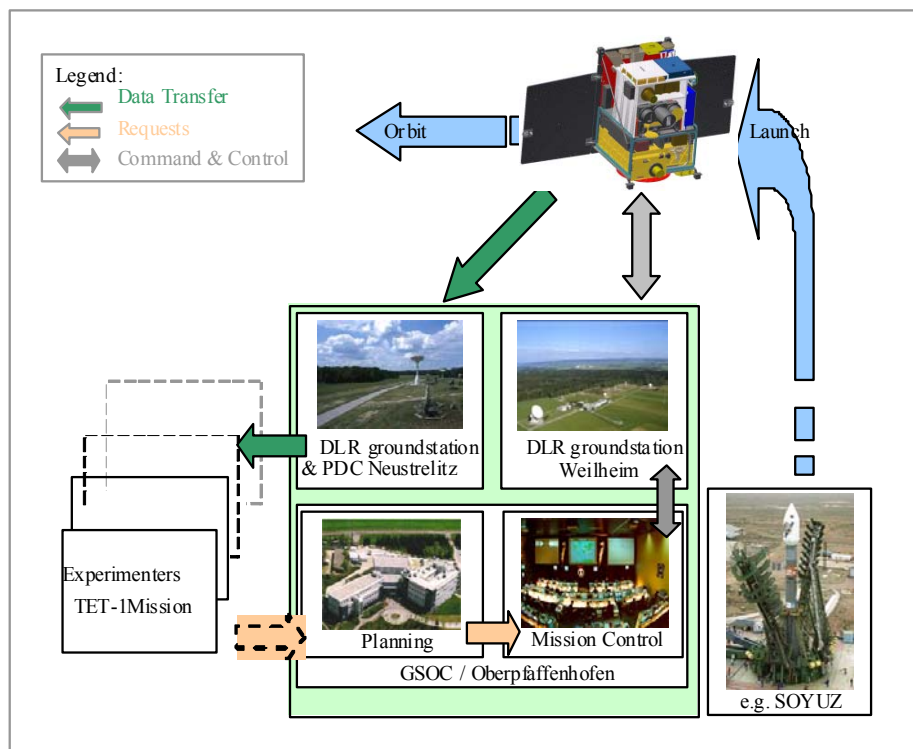 Legend:
Data Transfer
Requests
Command & Control
Orbit
Launch
DLR groundstation
& PDC Neustrelitz
DLR groundstation
Weilheim
Experimenters
TET-1Mission
Planning
Mission Control
GSOC / Oberpfaffenhofen
e.g. SOYUZ